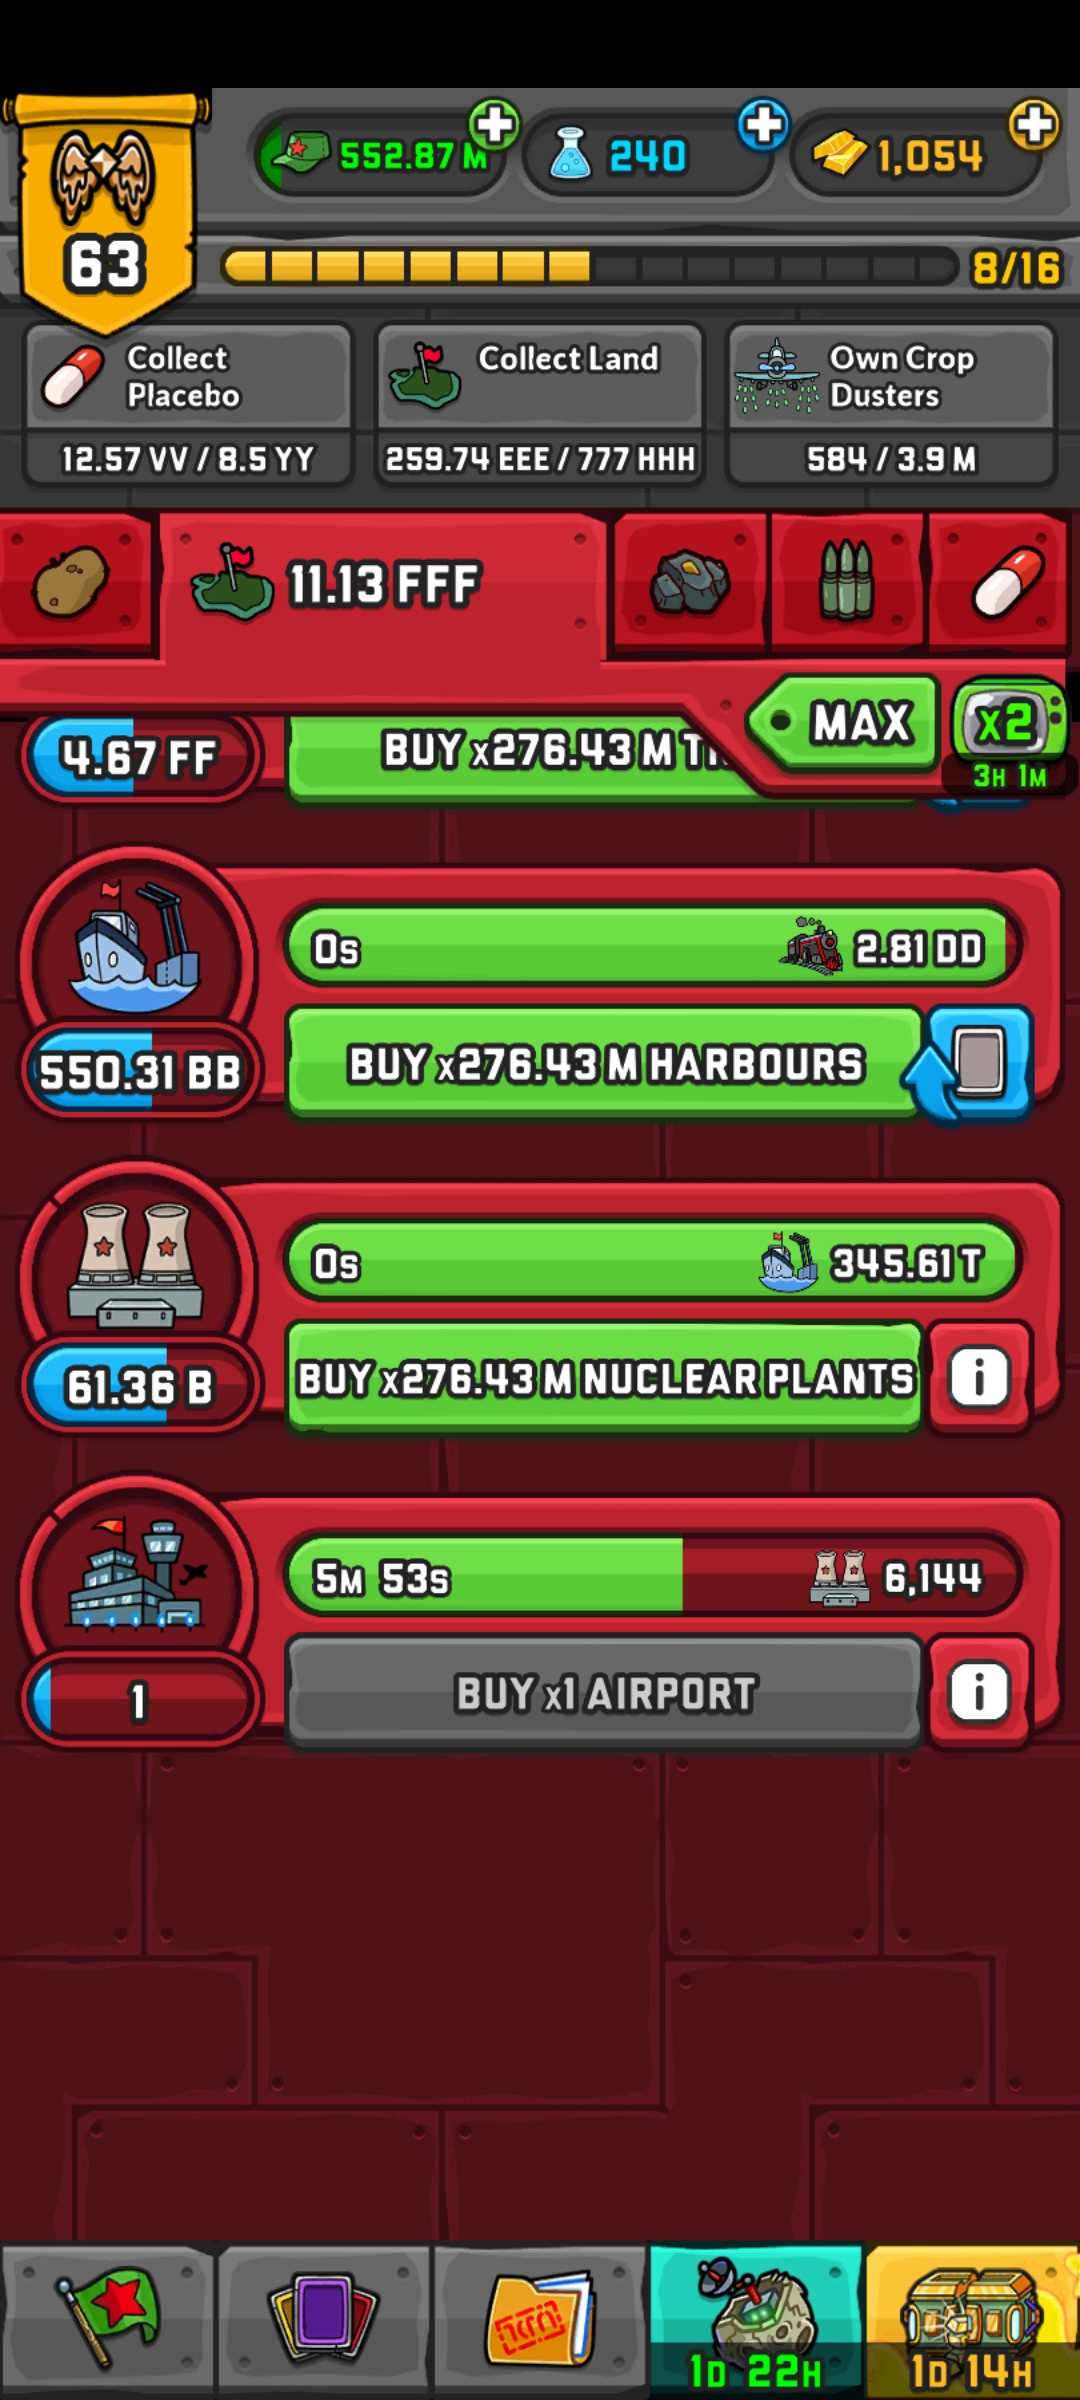 552.87 M
240
1,054
63
8/16
Collect
Placebo
12.57 VV / 8.5 YY
Collect Land
259.74 EEE / 777 HHH
Own Crop
Dusters
584 / 3.9 M
11.13 FFF
MAX
x2
3H 1M
4.67 FF
BUY x276.43 M
0s
2.81 DD
550.31 BB
BUY x276.43 M HARBOURS
0s
345.61 T
61.36 B
BUY x276.43 M NUCLEAR PLANTS
i
5M 53s
6,144
1
BUY x1 AIRPORT
i
1D 22H
1D 14H